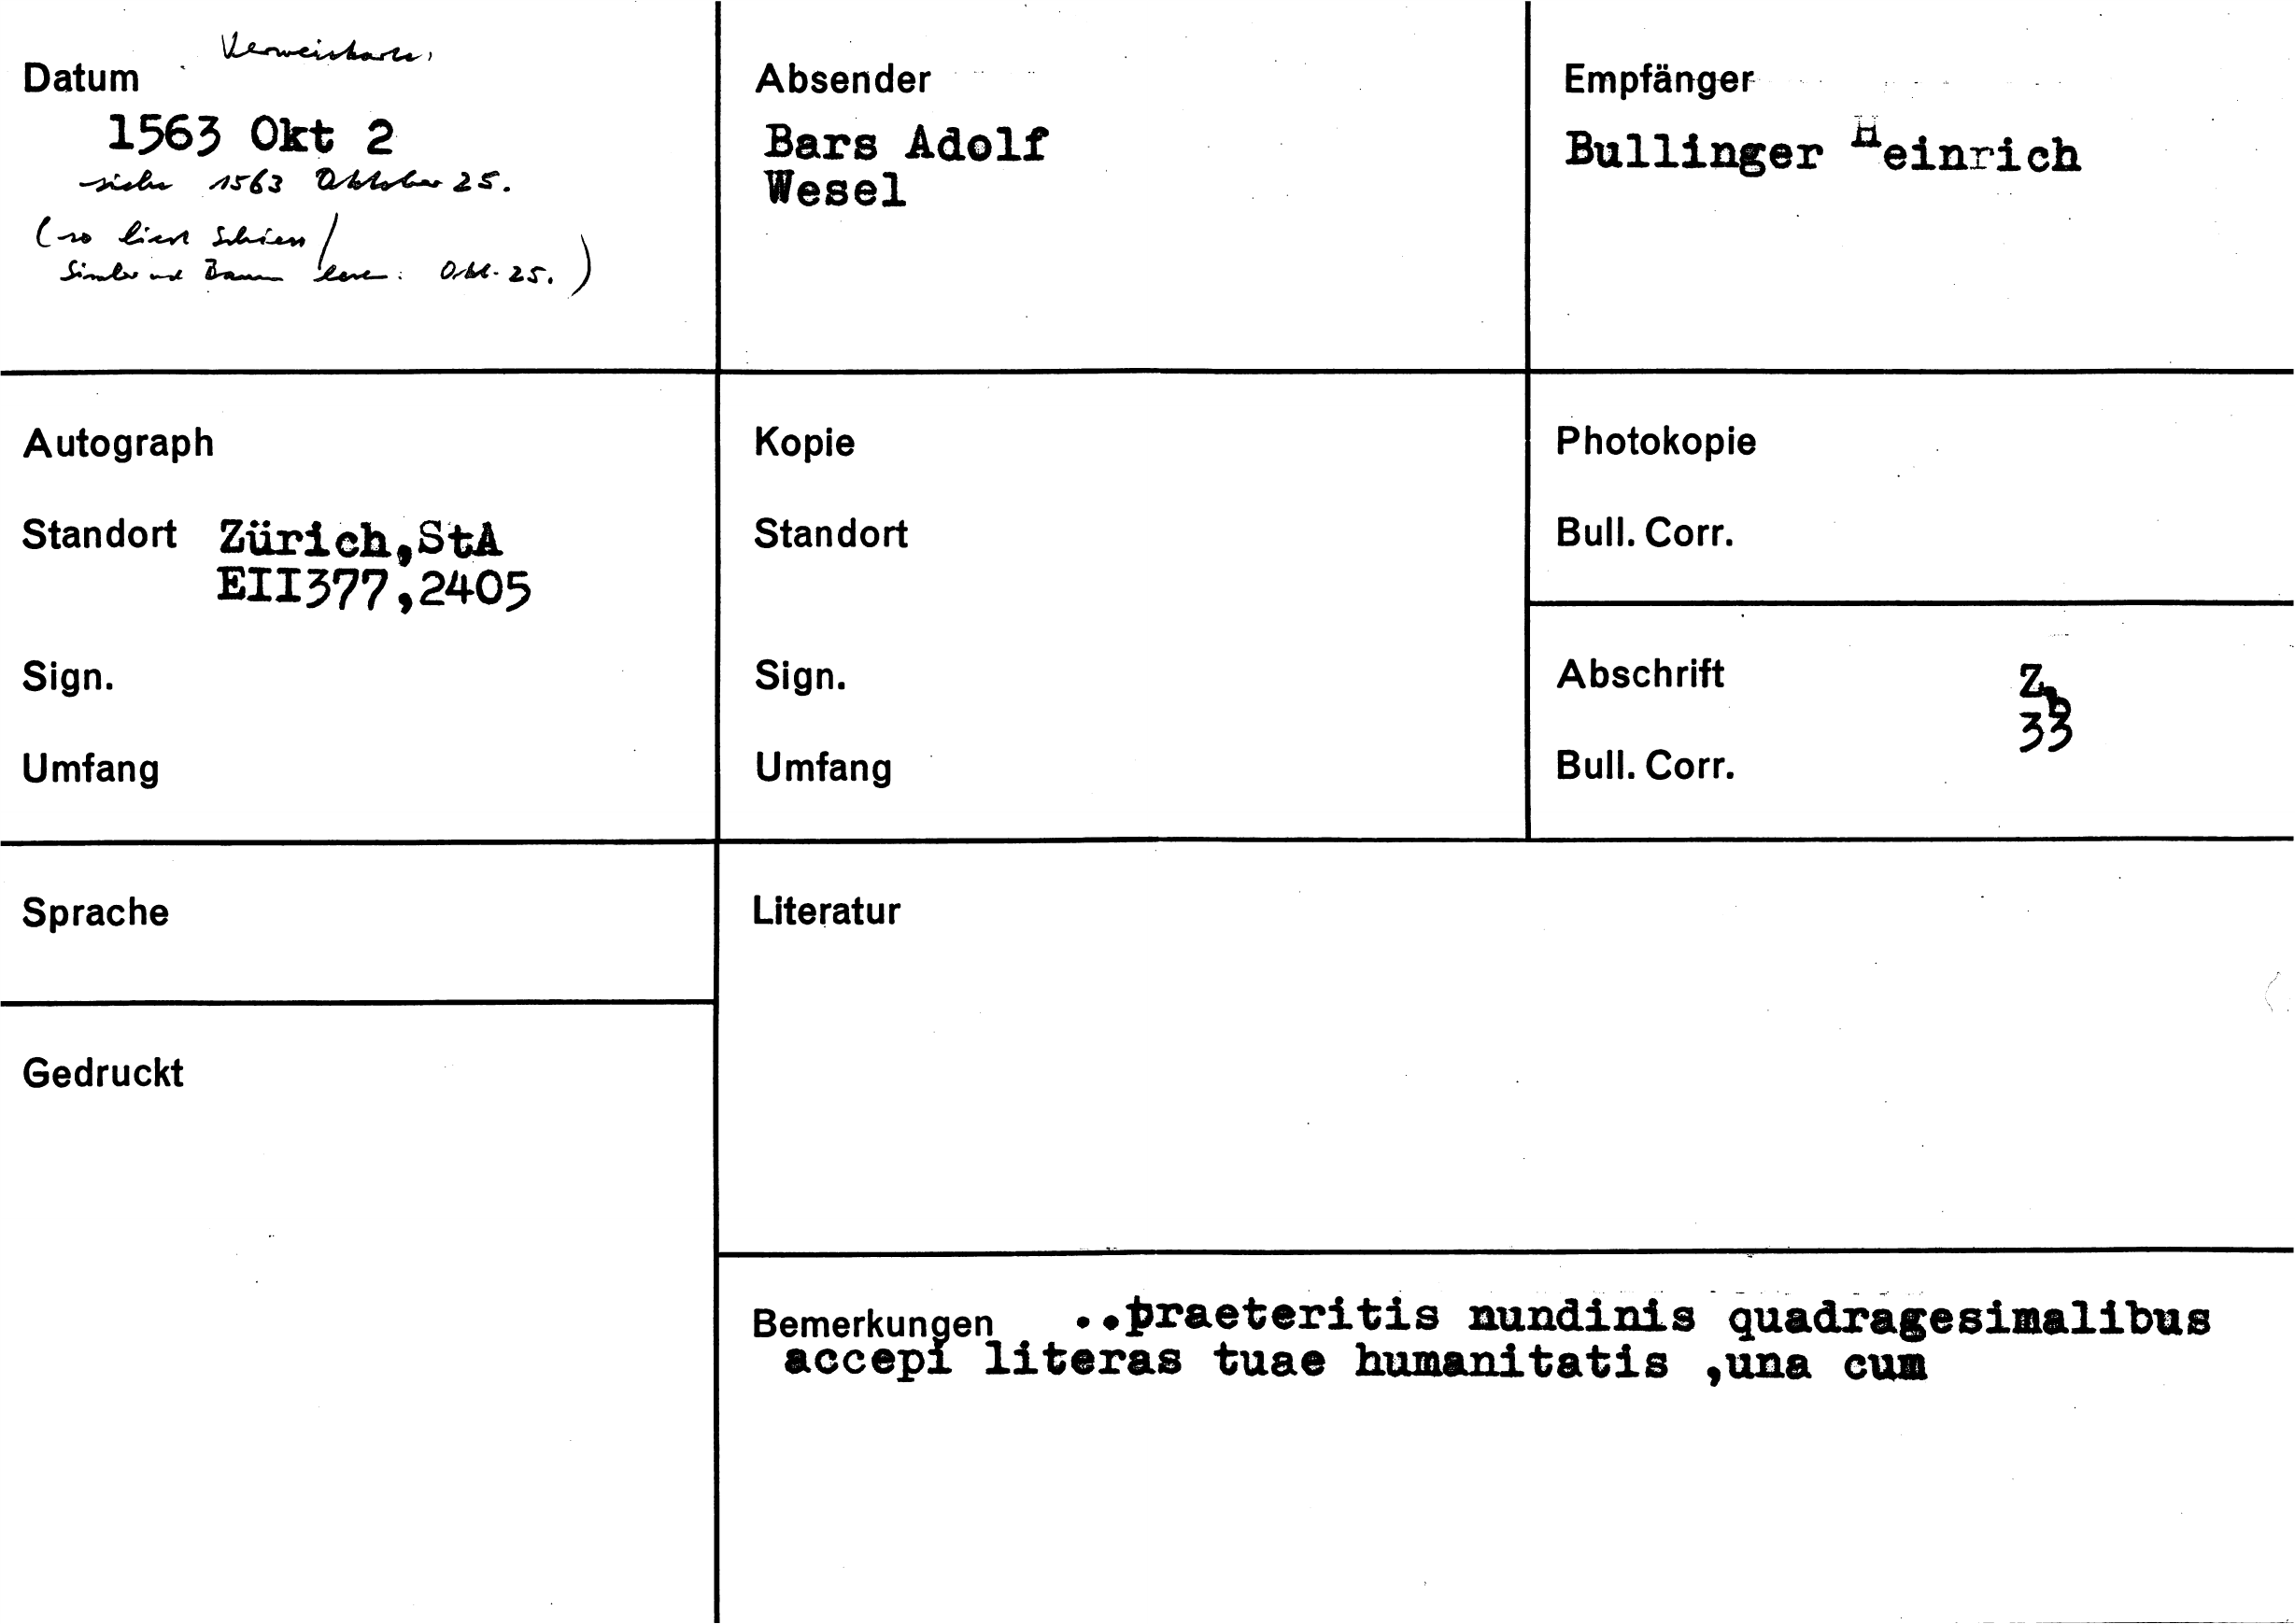 Verweiskarte.
Datum
1563 Okt 2
siehe 1563 Oktober 25.
(so liest Schiess /
Simler und Baum lesen: Okt. 25.)
Absender
Bars Adolf
Wesel
Empfänger
Bullinger Heinrich
Autograph
Standort Zürich,StA
EII377,2405
Sign.
Umfang
Kopie
Standort
Sign.
Umfang
Photokopie
Bull. Corr.
Abschrift
Bull. Corr.
33
Sprache
Literatur
Gedruckt
Bemerkungen ..praeteritis nundinis quadragesimalibus
accepi literas tuae humanitatis ,una cum